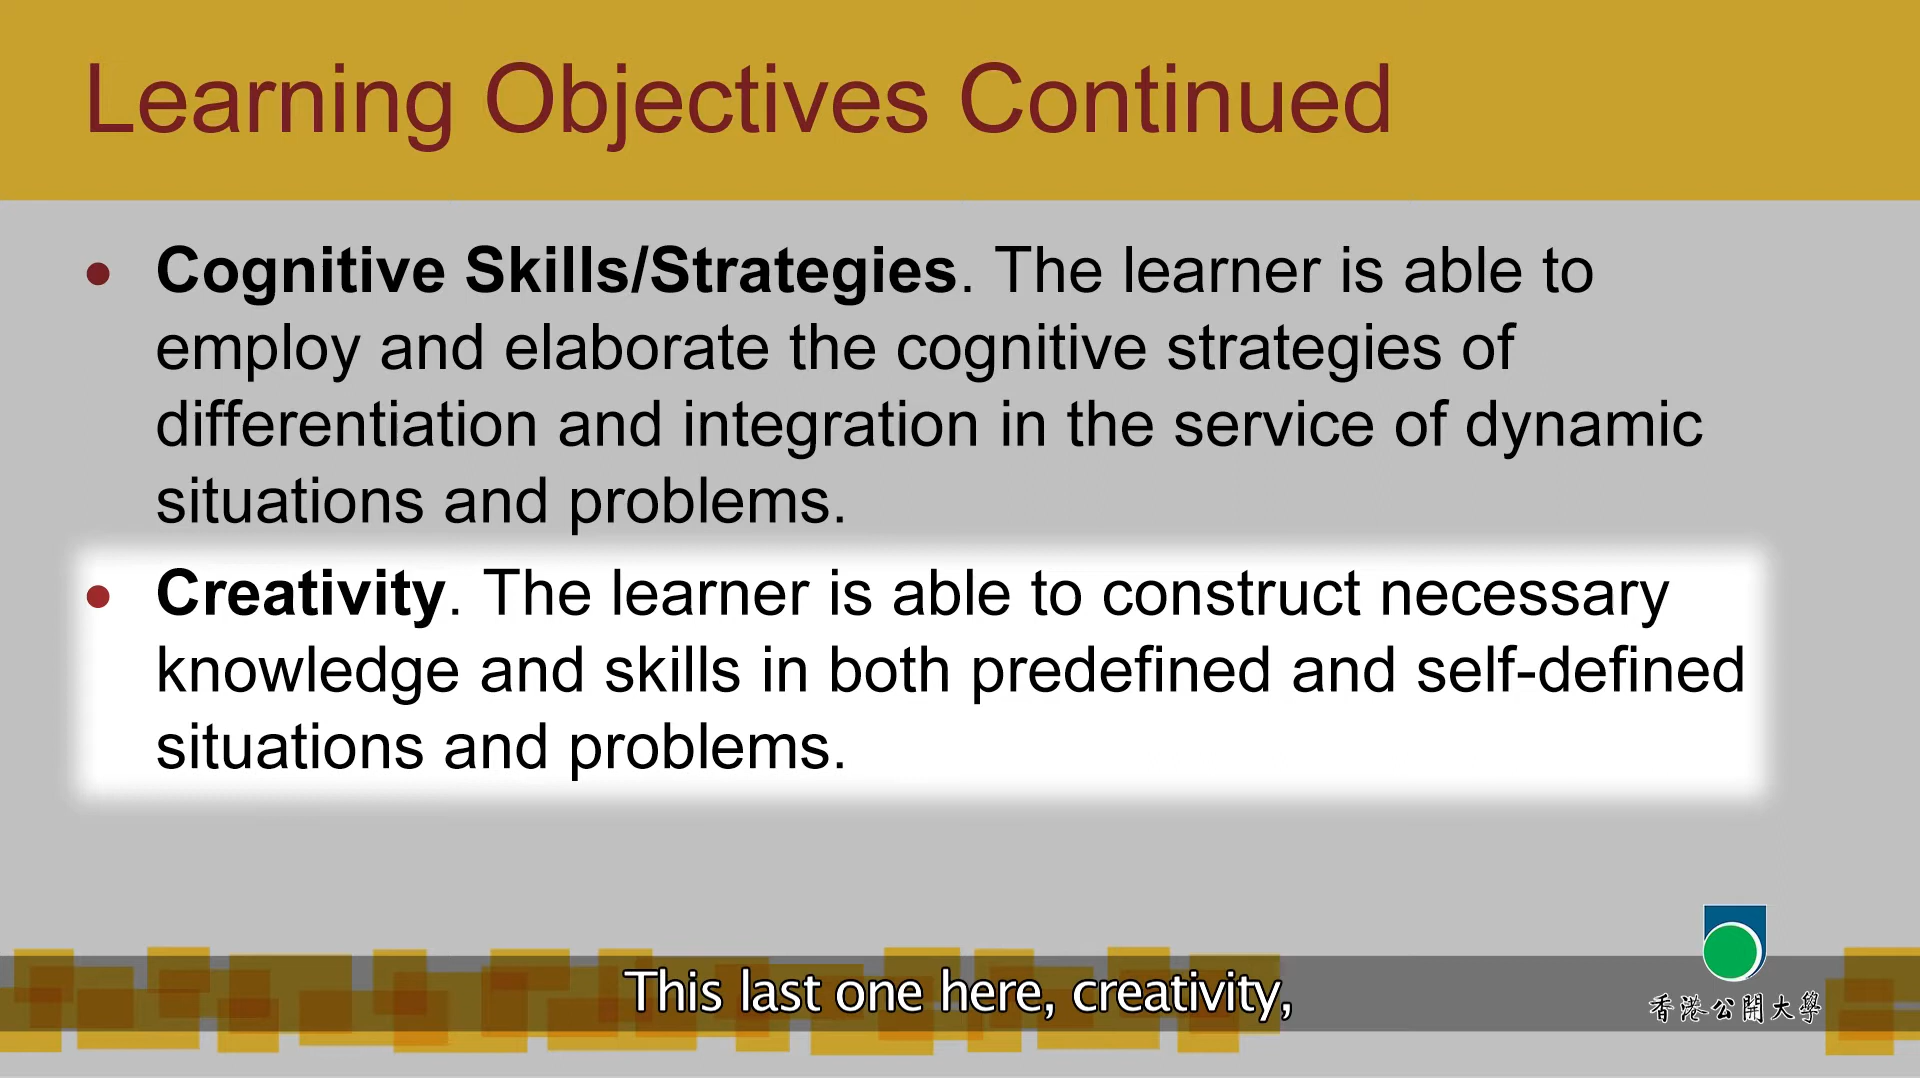 Learning Objectives Continued
• Cognitive Skills/Strategies. The learner is able to
employ and elaborate the cognitive strategies of
differentiation and integration in the service of dynamic
situations and problems.
• Creativity. The learner is able to construct necessary
knowledge and skills in both predefined and self-defined
situations and problems.
This last one here, creativity,
香港公開大學